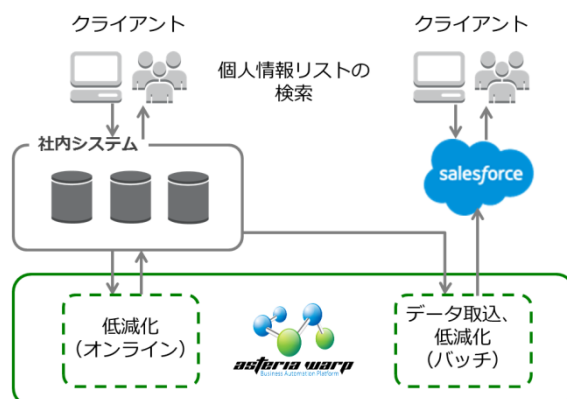 クライアント
クライアント
個人情報リストの
検索
社内システム
salesforce
低減化
（オンライン）
asteria warp
Business Automation Platform
データ取込、
低減化
（バッチ）